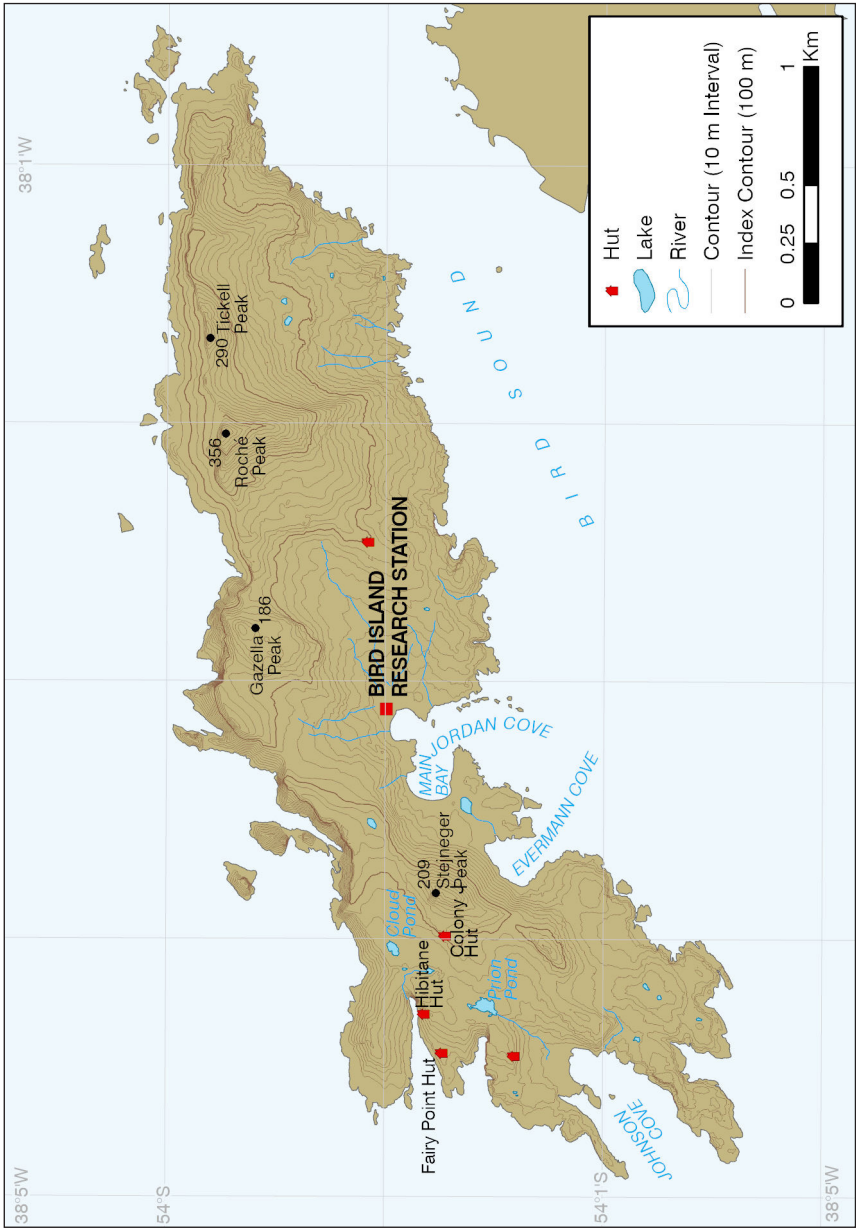 38°5'W
38°1'W
54°S
290 Tickell
Peak
356
Roché
Peak
Gazella
Peak
186
BIRD ISLAND
RESEARCH STATION
Cloud
Pond
Hibitane
Hut
Fairy Point Hut
209
Stejneger
Peak
Colony
Hut
MAIN
BAY
JORDAN COVE
Prion
Pond
EVERMANN COVE
BIRD SOUND
JOHNSON
COVE
54°1'S
38°5'W
Hut
Lake
River
Contour (10 m Interval)
Index Contour (100 m)
0 0.25 0.5 1
Km